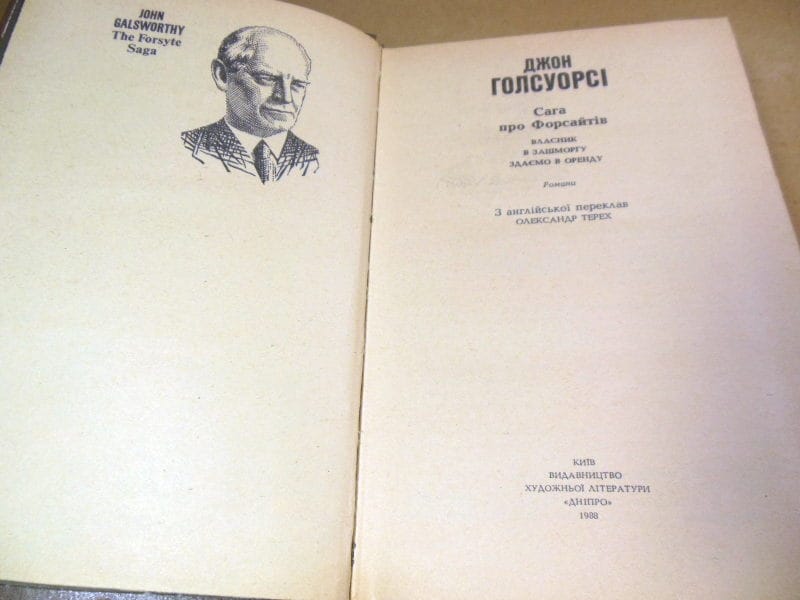 JOHN
GALSWORTHY
The Forsyte
Saga
ДЖОН
ГОЛСУОРСІ
Сага
про Форсайтів
ВЛАСНИК
В ЗАШМОРГУ
ЗДАЄМО В ОРЕНДУ
Романи
З англійської переклав
ОЛЕКСАНДР ТЕРЕХ
КИЇВ
ВИДАВНИЦТВО
ХУДОЖНЬОЇ ЛІТЕРАТУРИ
«ДНІПРО»
1988